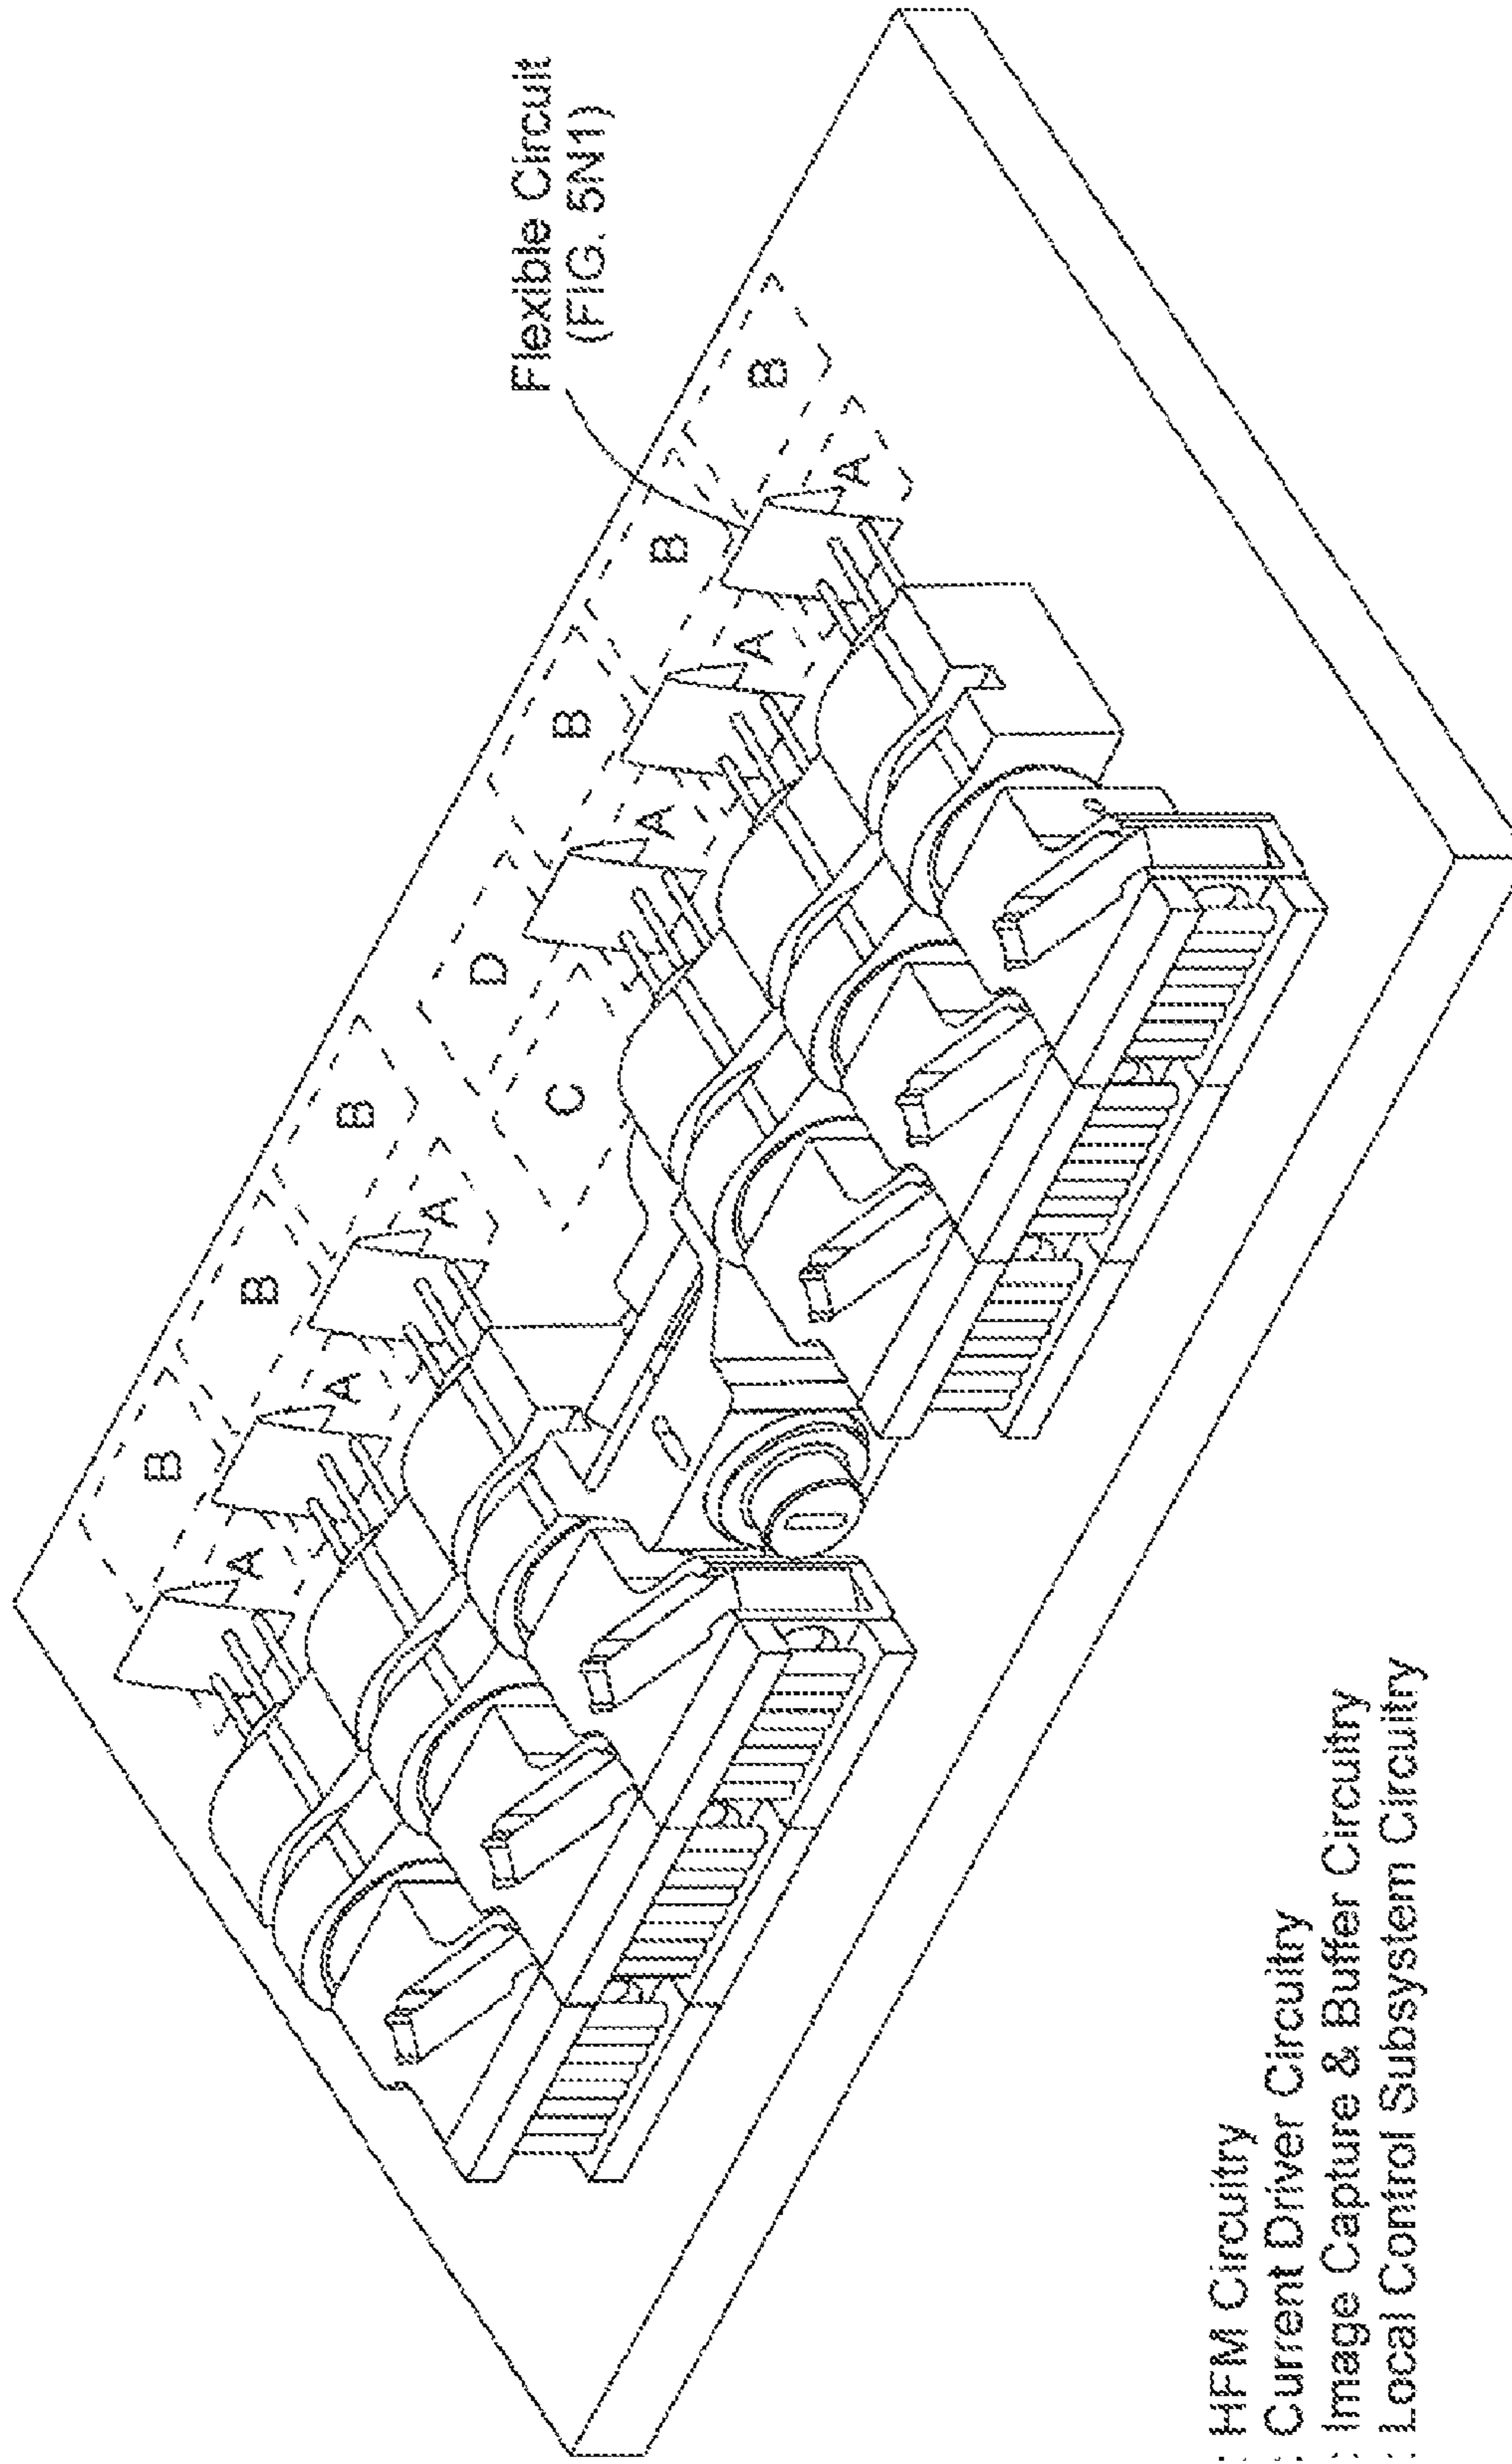 Flexible Circuit
(FIG. 5N1)
B
B
B
D
B
B
B
A
A
A
C
A
A
A
: HFM Circuitry
: Current Driver Circuitry
: Image Capture & Buffer Circuitry
: Local Control Subsystem Circuitry